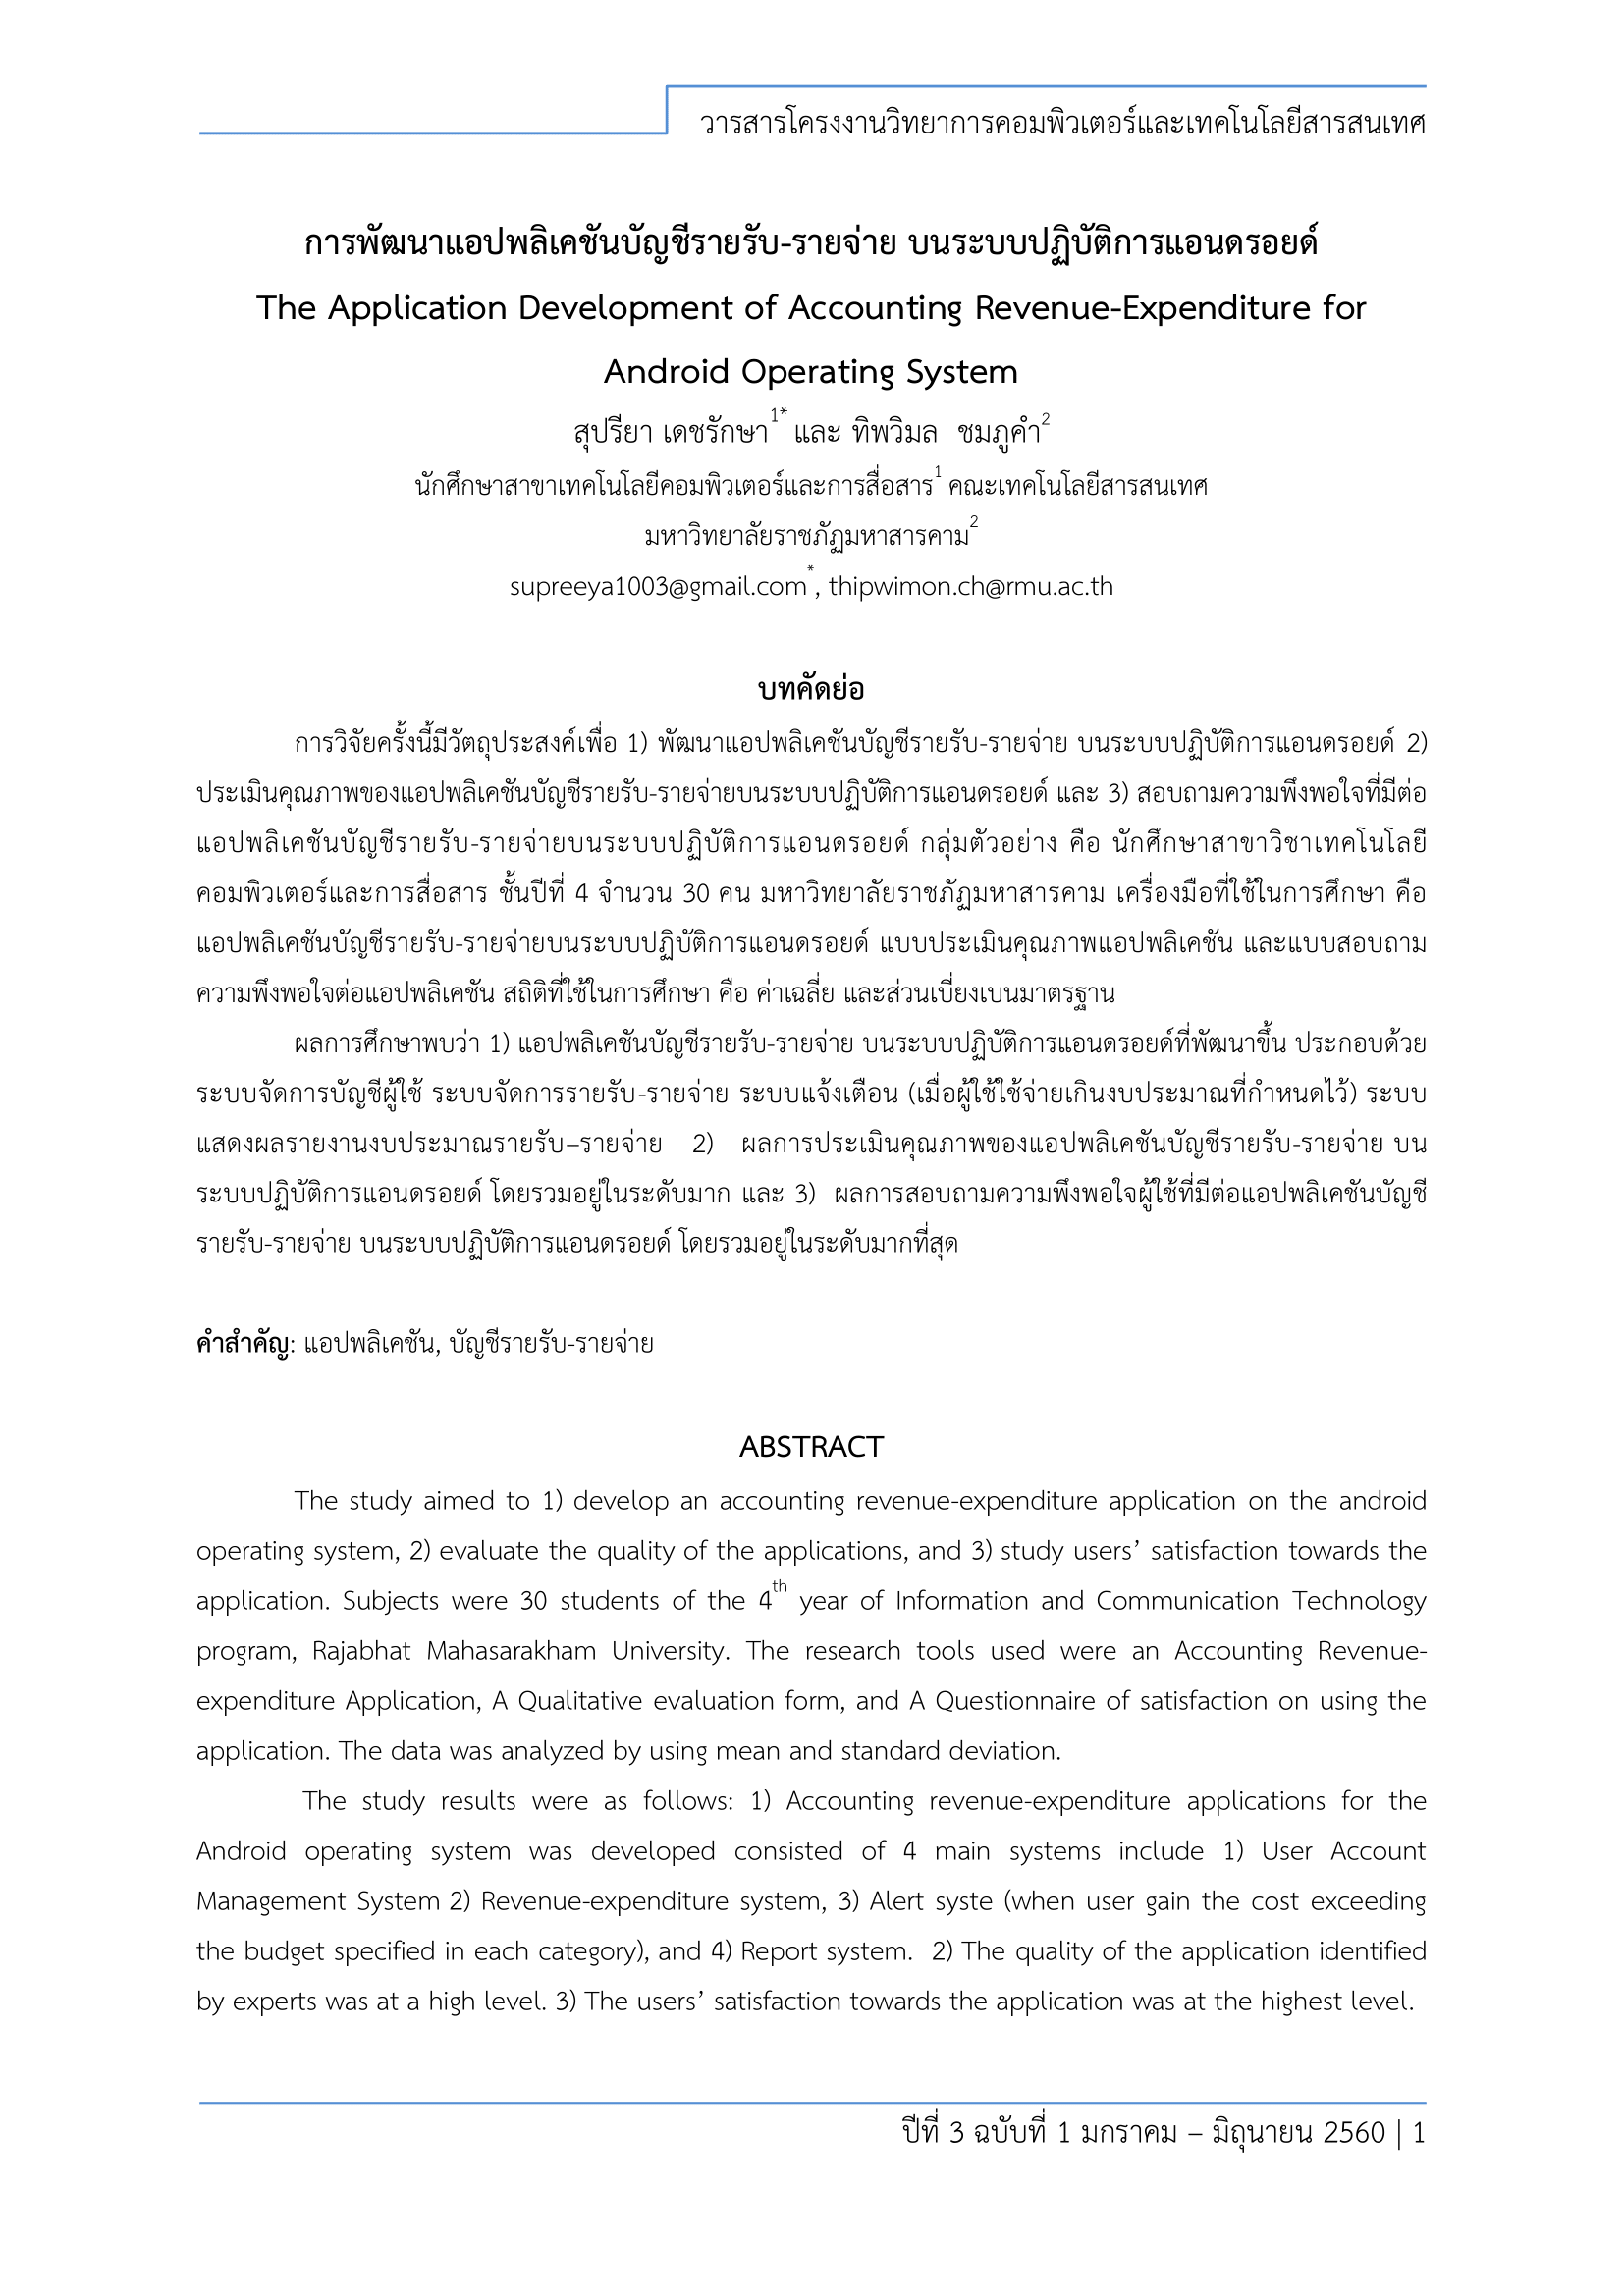 วารสารโครงงานวิทยาการคอมพิวเตอร์และเทคโนโลยีสารสนเทศ
การพัฒนาแอปพลิเคชันบัญชีรายรับ-รายจ่าย บนระบบปฏิบัติการแอนดรอยด์
The Application Development of Accounting Revenue-Expenditure for
Android Operating System
สุปรียา เดชรักษา1* และ ทิพวิมล ชมภูคำ2
นักศึกษาสาขาเทคโนโลยีคอมพิวเตอร์และการสื่อสาร1 คณะเทคโนโลยีสารสนเทศ
มหาวิทยาลัยราชภัฏมหาสารคาม2
supreeya1003@gmail.com*, thipwimon.ch@rmu.ac.th
บทคัดย่อ
การวิจัยครั้งนี้มีวัตถุประสงค์เพื่อ 1) พัฒนาแอปพลิเคชันบัญชีรายรับ-รายจ่าย บนระบบปฏิบัติการแอนดรอยด์ 2)
ประเมินคุณภาพของแอปพลิเคชันบัญชีรายรับ-รายจ่ายบนระบบปฏิบัติการแอนดรอยด์ และ 3) สอบถามความพึงพอใจที่มีต่อ
แอปพลิเคชันบัญชีรายรับ-รายจ่ายบนระบบปฏิบัติการแอนดรอยด์ กลุ่มตัวอย่าง คือ นักศึกษาสาขาวิชาเทคโนโลยี
คอมพิวเตอร์และการสื่อสาร ชั้นปีที่ 4 จำนวน 30 คน มหาวิทยาลัยราชภัฏมหาสารคาม เครื่องมือที่ใช้ในการศึกษา คือ
แอปพลิเคชันบัญชีรายรับ-รายจ่ายบนระบบปฏิบัติการแอนดรอยด์ แบบประเมินคุณภาพแอปพลิเคชัน และแบบสอบถาม
ความพึงพอใจต่อแอปพลิเคชัน สถิติที่ใช้ในการศึกษา คือ ค่าเฉลี่ย และส่วนเบี่ยงเบนมาตรฐาน
ผลการศึกษาพบว่า 1) แอปพลิเคชันบัญชีรายรับ-รายจ่าย บนระบบปฏิบัติการแอนดรอยด์ที่พัฒนาขึ้น ประกอบด้วย
ระบบจัดการบัญชีผู้ใช้ ระบบจัดการรายรับ-รายจ่าย ระบบแจ้งเตือน (เมื่อผู้ใช้ใช้จ่ายเกินงบประมาณที่กำหนดไว้) ระบบ
แสดงผลรายงานงบประมาณรายรับ–รายจ่าย 2) ผลการประเมินคุณภาพของแอปพลิเคชันบัญชีรายรับ-รายจ่าย บน
ระบบปฏิบัติการแอนดรอยด์ โดยรวมอยู่ในระดับมาก และ 3) ผลการสอบถามความพึงพอใจผู้ใช้ที่มีต่อแอปพลิเคชันบัญชี
รายรับ-รายจ่าย บนระบบปฏิบัติการแอนดรอยด์ โดยรวมอยู่ในระดับมากที่สุด
คำสำคัญ: แอปพลิเคชัน, บัญชีรายรับ-รายจ่าย
ABSTRACT
The study aimed to 1) develop an accounting revenue-expenditure application on the android
operating system, 2) evaluate the quality of the applications, and 3) study users’ satisfaction towards the
application. Subjects were 30 students of the 4th year of Information and Communication Technology
program, Rajabhat Mahasarakham University. The research tools used were an Accounting Revenue-
expenditure Application, A Qualitative evaluation form, and A Questionnaire of satisfaction on using the
application. The data was analyzed by using mean and standard deviation.
The study results were as follows: 1) Accounting revenue-expenditure applications for the
Android operating system was developed consisted of 4 main systems include 1) User Account
Management System 2) Revenue-expenditure system, 3) Alert syste (when user gain the cost exceeding
the budget specified in each category), and 4) Report system. 2) The quality of the application identified
by experts was at a high level. 3) The users’ satisfaction towards the application was at the highest level.
ปีที่ 3 ฉบับที่ 1 มกราคม – มิถุนายน 2560 | 1